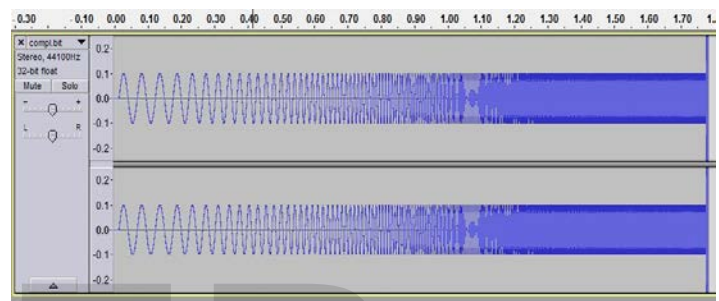 - 0.30 - 0.10 0.00 0.10 0.20 0.30 0.40 0.50 0.60 0.70 0.80 0.90 1.00 1.10 1.20 1.30 1.40 1.50 1.60 1.70 1.
X compl.bit
Stereo, 44100Hz
32-bit float
Mute Solo
- +
L R
0.2
0.1
0.0
-0.1
-0.2
0.2
0.1
0.0
-0.1
-0.2